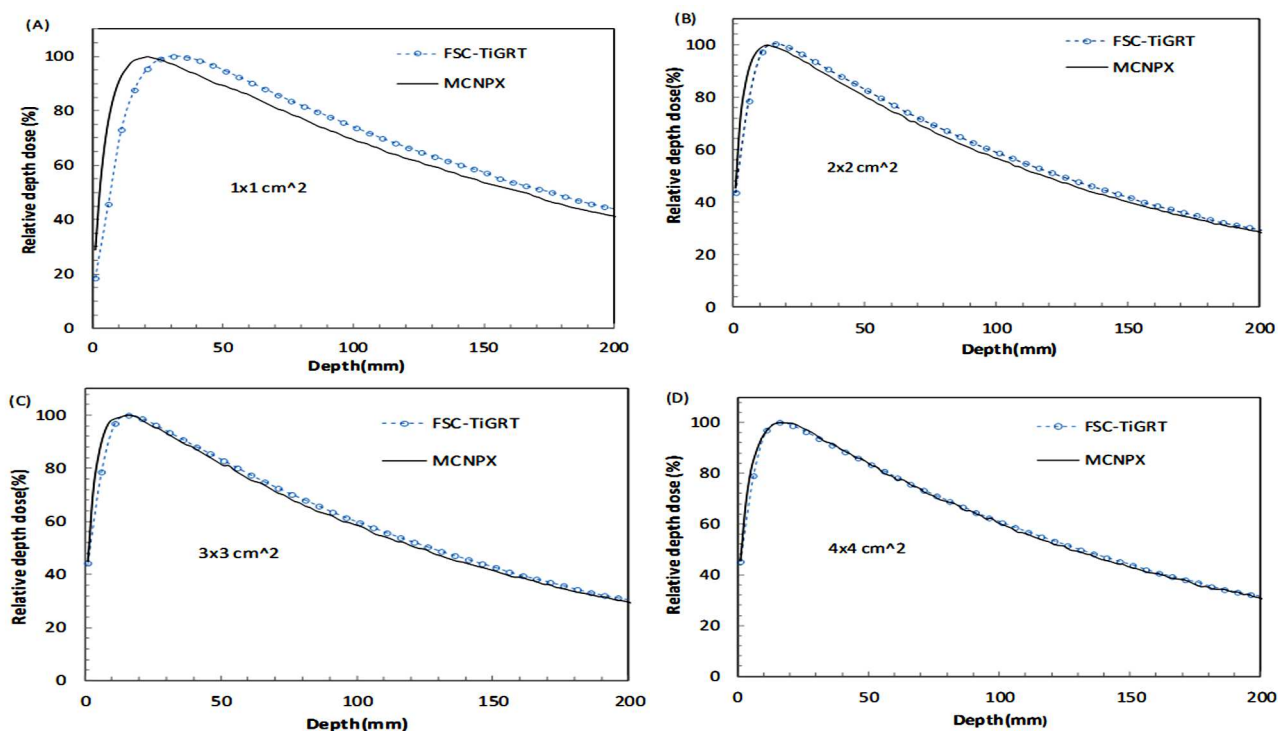 (A)
Relative depth dose(%)
100
80
60
40
20
0
FSC-TiGRT
MCNPX
1x1 cm^2
0
50
100
150
200
Depth(mm)
(B)
Relative depth dose(%)
100
80
60
40
20
0
FSC-TiGRT
MCNPX
2x2 cm^2
0
50
100
150
200
Depth(mm)
(C)
Relative depth dose(%)
100
80
60
40
20
0
FSC-TiGRT
MCNPX
3x3 cm^2
0
50
100
150
200
Depth(mm)
(D)
Relative depth dose(%)
100
80
60
40
20
0
FSC-TiGRT
MCNPX
4x4 cm^2
0
50
100
150
200
Depth(mm)